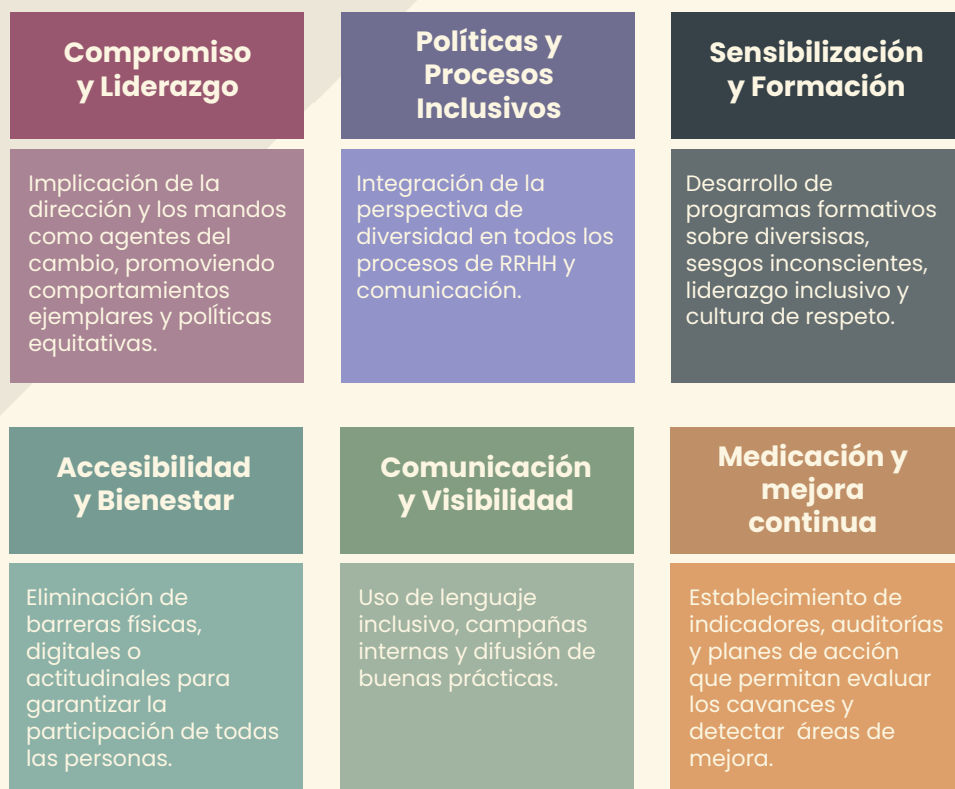 Compromiso
y Liderazgo
Implicación de la
dirección y los mandos
como agentes del
cambio, promoviendo
comportamientos
ejemplares y políticas
equitativas.
Políticas y
Procesos
Inclusivos
Integración de la
perspectiva de
diversidad en todos los
procesos de RRHH y
comunicación.
Sensibilización
y Formación
Desarrollo de
programas formativos
sobre diversisas,
sesgos inconscientes,
liderazgo inclusivo y
cultura de respeto.
Accesibilidad
y Bienestar
Eliminación de
barreras físicas,
digitales o
actitudinales para
garantizar la
participación de todas
las personas.
Comunicación
y Visibilidad
Uso de lenguaje
inclusivo, campañas
internas y difusión de
buenas prácticas.
Medicación y
mejora
continua
Establecimiento de
indicadores, auditorías
y planes de acción
que permitan evaluar
los cavances y
detectar  áreas de
mejora.